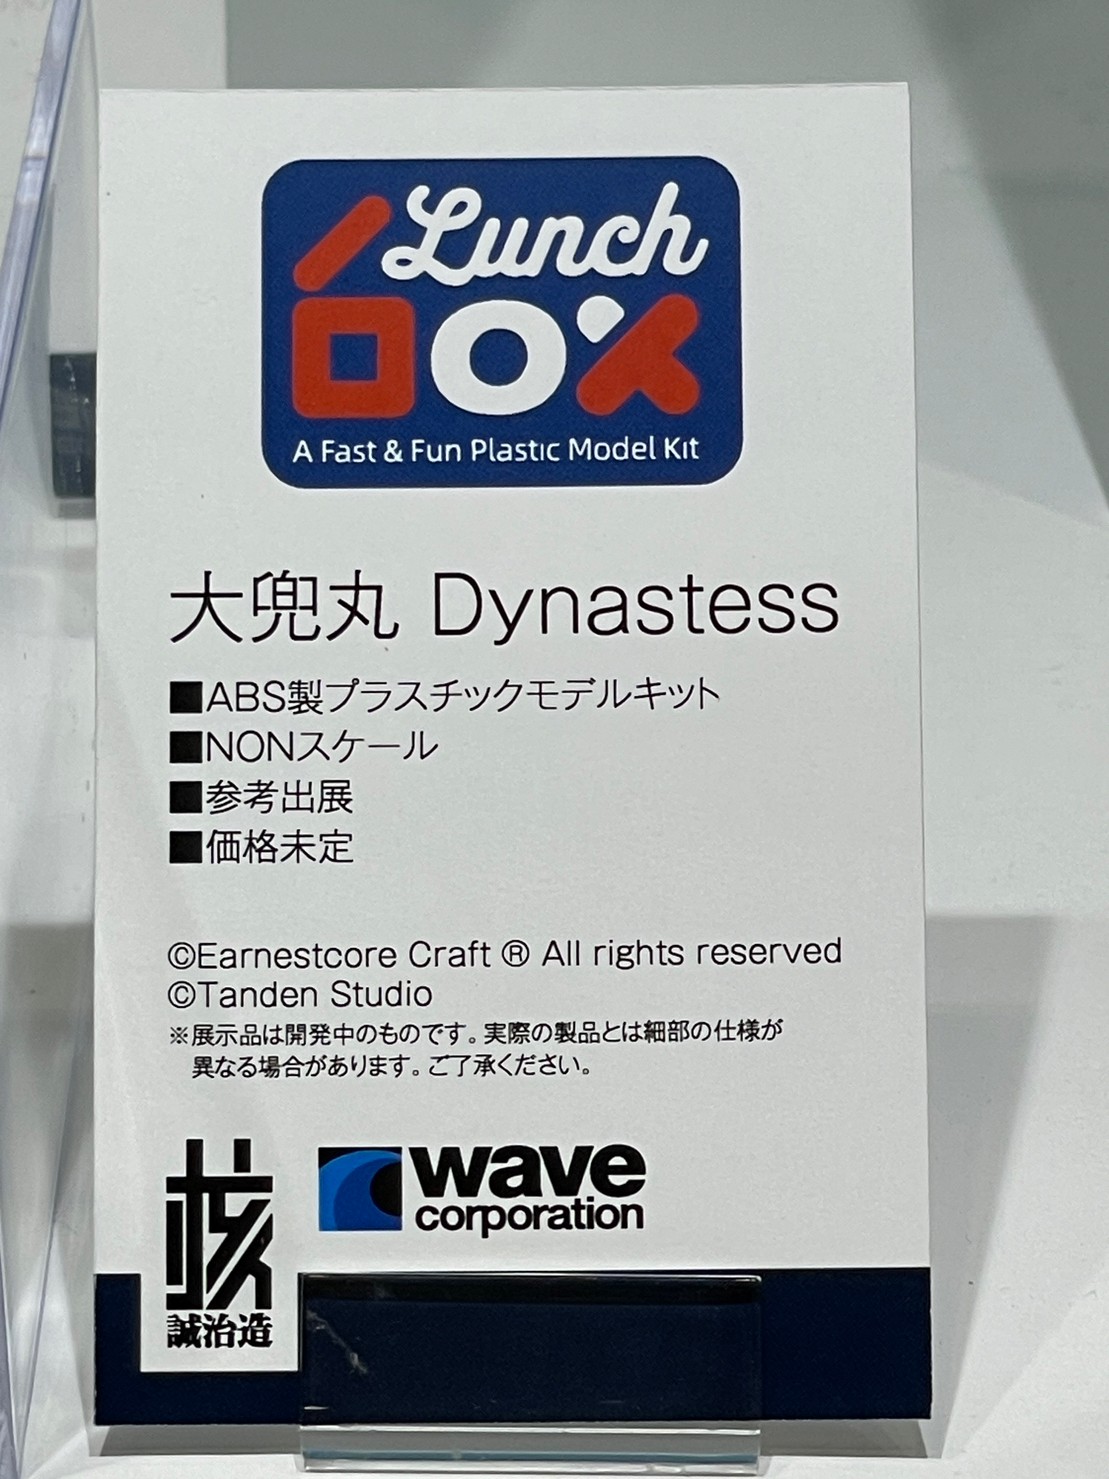 Lunch
BOX
A Fast & Fun Plastic Model Kit
大兜丸 Dynastess
■ABS製プラスチックモデルキット
■NONスケール
■参考出展
■価格未定
©Earnestcore Craft ® All rights reserved
©Tanden Studio
※展示品は開発中のものです。実際の製品とは細部の仕様が
異なる場合があります。ご了承ください。
核
誠治造
wave
corporation